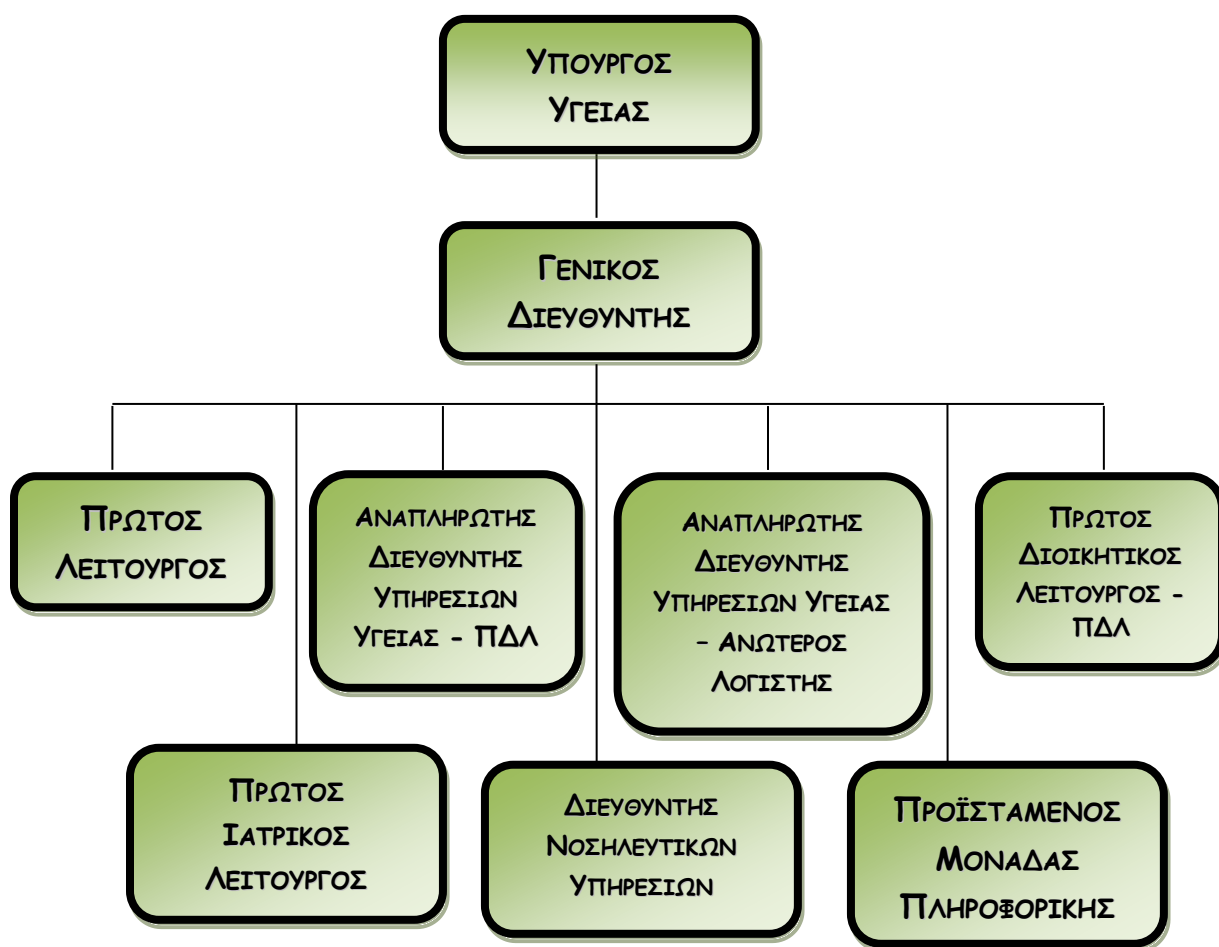 ΥΠΟΥΡΓΟΣ
ΥΓΕΙΑΣ
ΓΕΝΙΚΟΣ
ΔΙΕΥΘΥΝΤΗΣ
ΠΡΩΤΟΣ
ΛΕΙΤΟΥΡΓΟΣ
ΑΝΑΠΛΗΡΩΤΗΣ
ΔΙΕΥΘΥΝΤΗΣ
ΥΠΗΡΕΣΙΩΝ
ΥΓΕΙΑΣ - ΠΔΛ
ΑΝΑΠΛΗΡΩΤΗΣ
ΔΙΕΥΘΥΝΤΗΣ
ΥΠΗΡΕΣΙΩΝ ΥΓΕΙΑΣ
– ΑΝΩΤΕΡΟΣ
ΛΟΓΙΣΤΗΣ
ΠΡΩΤΟΣ
ΔΙΟΙΚΗΤΙΚΟΣ
ΛΕΙΤΟΥΡΓΟΣ -
ΠΔΛ
ΠΡΩΤΟΣ
ΙΑΤΡΙΚΟΣ
ΛΕΙΤΟΥΡΓΟΣ
ΔΙΕΥΘΥΝΤΗΣ
ΝΟΣΗΛΕΥΤΙΚΩΝ
ΥΠΗΡΕΣΙΩΝ
ΠΡΟΪΣΤΑΜΕΝΟΣ
ΜΟΝΑΔΑΣ
ΠΛΗΡΟΦΟΡΙΚΗΣ